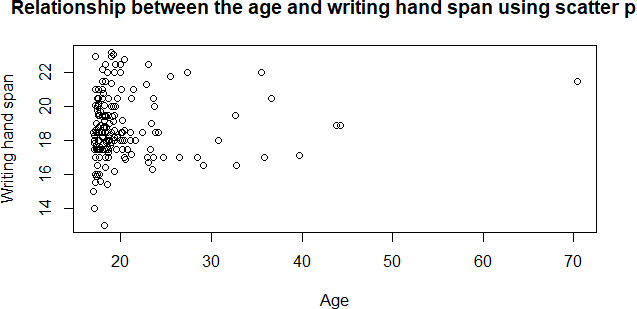 Relationship between the age and writing hand span using scatter p
Writing hand span
22
20
18
16
14
20 30 40 50 60 70
Age